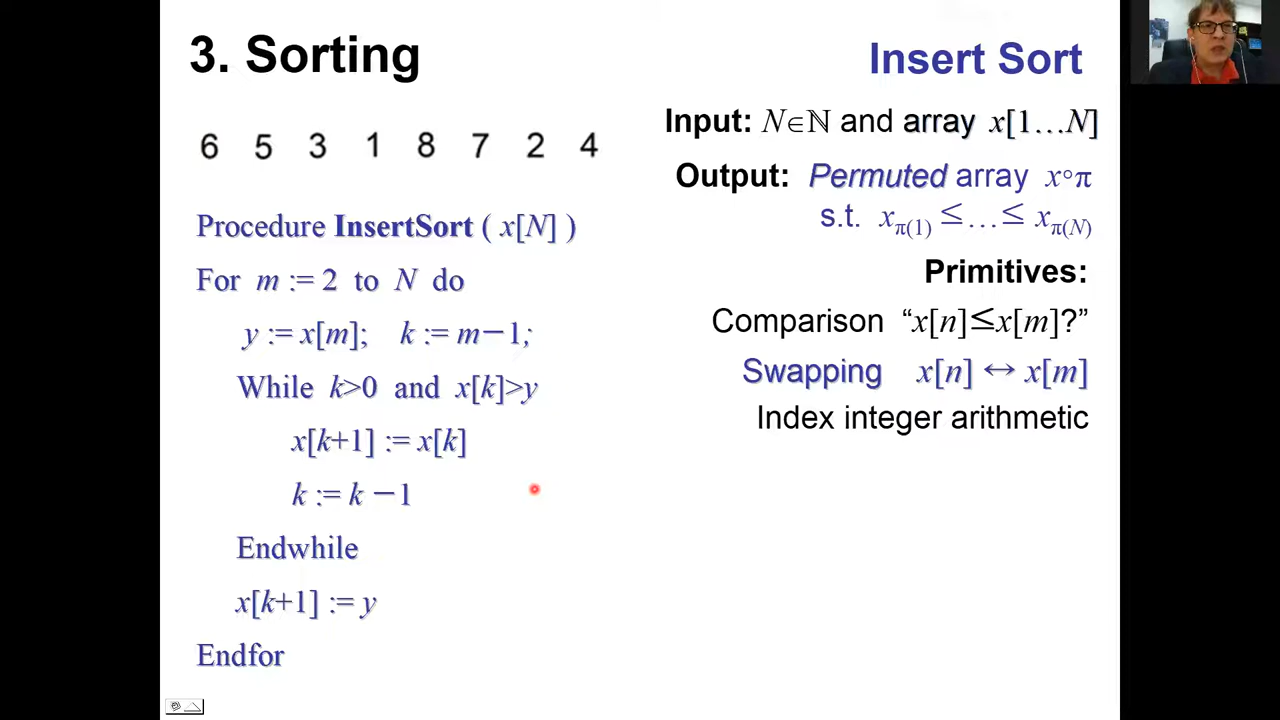 3. Sorting
Insert Sort
6 5 3 1 8 7 2 4
Input: N∈ℕ and array x[1…N]
Output: Permuted array x∘π
s.t. xπ(1) ≤…≤ xπ(N)
Primitives:
Comparison “x[n]≤x[m]?”
Swapping x[n] ↔ x[m]
Index integer arithmetic
Procedure InsertSort ( x[N] )
For m := 2 to N do
y := x[m]; k := m−1;
While k>0 and x[k]>y
x[k+1] := x[k]
k := k −1
Endwhile
x[k+1] := y
Endfor